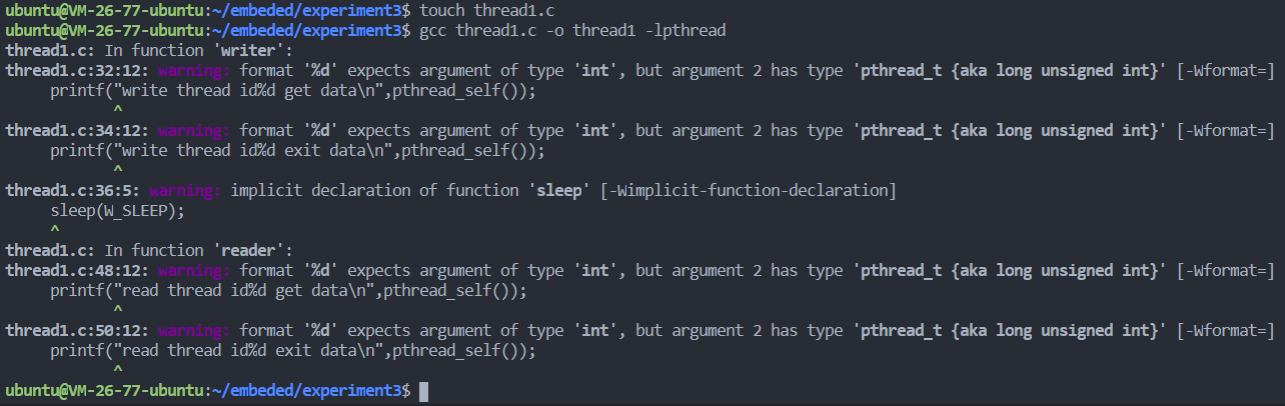 ubuntu@VM-26-77-ubuntu:~/embeded/experiment3$ touch thread1.c
ubuntu@VM-26-77-ubuntu:~/embeded/experiment3$ gcc thread1.c -o thread1 -lpthread
thread1.c: In function 'writer':
thread1.c:32:12: warning: format '%d' expects argument of type 'int', but argument 2 has type 'pthread_t {aka long unsigned int}' [-Wformat=]
     printf("write thread id%d get data\n",pthread_self());
            ^
thread1.c:34:12: warning: format '%d' expects argument of type 'int', but argument 2 has type 'pthread_t {aka long unsigned int}' [-Wformat=]
     printf("write thread id%d exit data\n",pthread_self());
            ^
thread1.c:36:5: warning: implicit declaration of function 'sleep' [-Wimplicit-function-declaration]
     sleep(W_SLEEP);
     ^
thread1.c: In function 'reader':
thread1.c:48:12: warning: format '%d' expects argument of type 'int', but argument 2 has type 'pthread_t {aka long unsigned int}' [-Wformat=]
     printf("read thread id%d get data\n",pthread_self());
            ^
thread1.c:50:12: warning: format '%d' expects argument of type 'int', but argument 2 has type 'pthread_t {aka long unsigned int}' [-Wformat=]
     printf("read thread id%d exit data\n",pthread_self());
            ^
ubuntu@VM-26-77-ubuntu:~/embeded/experiment3$